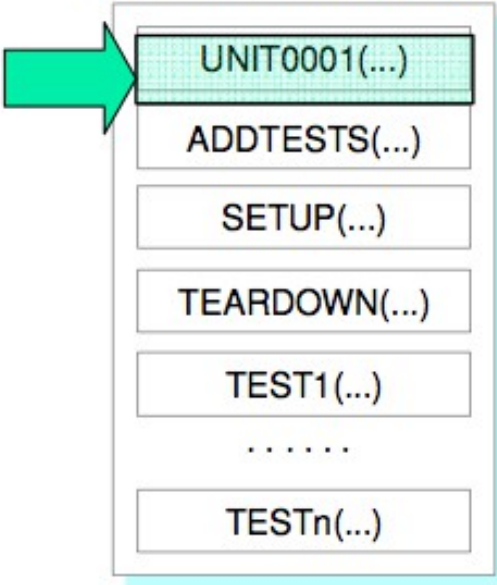 UNIT0001(...)
ADDTESTS(...)
SETUP(...)
TEARDOWN(...)
TEST1(...)
. . . . . .
TESTn(...)